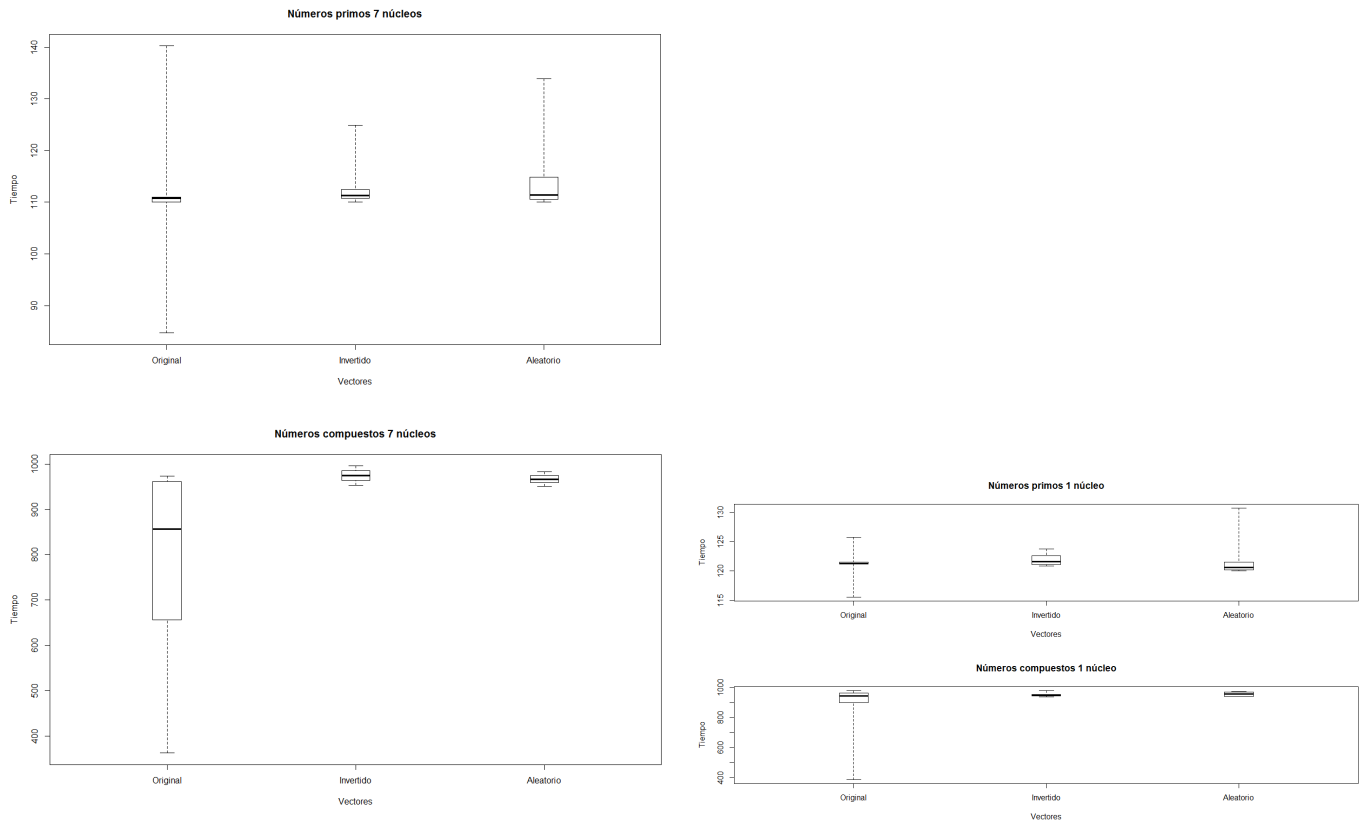 Números primos 7 núcleos
140
130
120
110
100
90
Tiempo
Original Invertido Aleatorio
Vectores
Números compuestos 7 núcleos
1000
900
800
700
600
500
400
Tiempo
Original Invertido Aleatorio
Vectores
Números primos 1 núcleo
130
125
120
115
Tiempo
Original Invertido Aleatorio
Vectores
Números compuestos 1 núcleo
1000
800
600
400
Tiempo
Original Invertido Aleatorio
Vectores